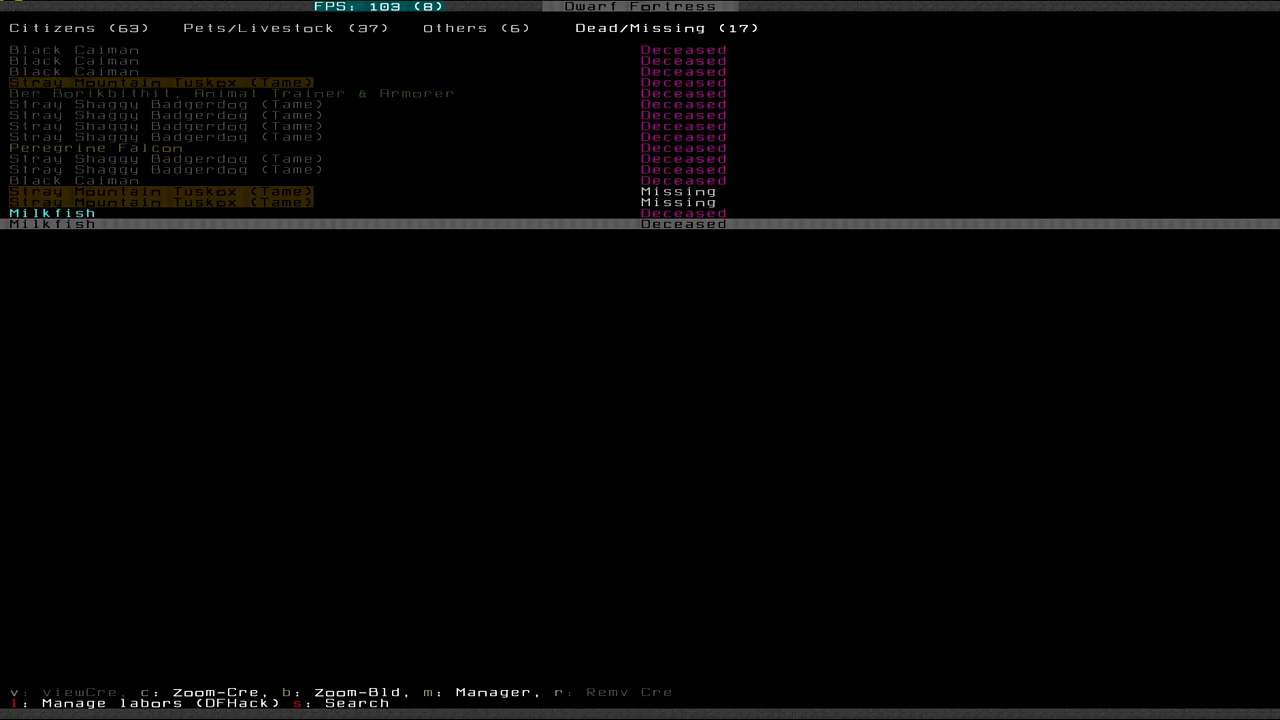 FPS: 103 (8) Dwarf Fortress
Citizens (63) Pets/Livestock (37) Others (6) Dead/Missing (17)
Black Caiman Deceased
Black Caiman Deceased
Black Caiman Deceased
Stray Mountain Tuskox (Tame) Deceased
Ber Borikbithit, Animal Trainer & Armorer Deceased
Stray Shaggy Badgerdog (Tame) Deceased
Stray Shaggy Badgerdog (Tame) Deceased
Stray Shaggy Badgerdog (Tame) Deceased
Stray Shaggy Badgerdog (Tame) Deceased
Peregrine Falcon Deceased
Stray Shaggy Badgerdog (Tame) Deceased
Stray Shaggy Badgerdog (Tame) Deceased
Black Caiman Deceased
Stray Mountain Tuskox (Tame) Missing
Stray Mountain Tuskox (Tame) Missing
Milkfish Deceased
Milkfish Deceased
v: ViewCre, c: Zoom-Cre, b: Zoom-Bld, m: Manager, r: Remv Cre
l: Manage labors (DFHack) s: Search